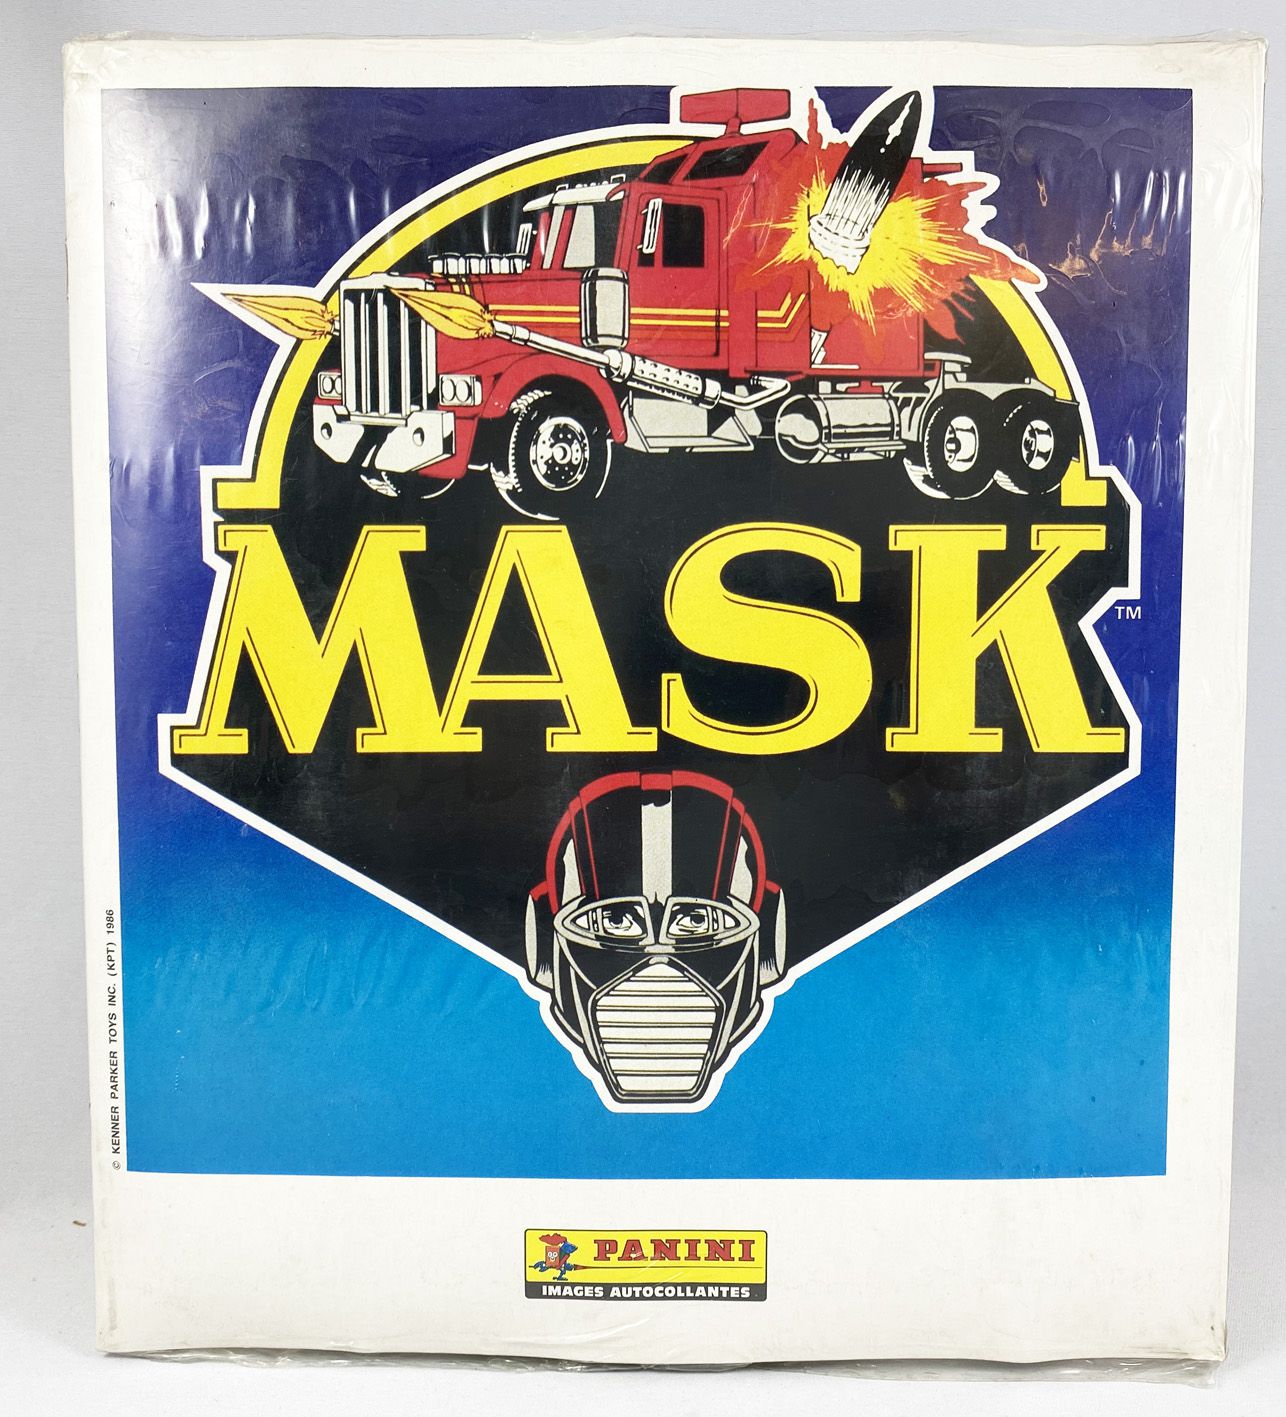 MASK
TM
© KENNER PARKER TOYS INC. (KPT) 1986
PANINI
IMAGES AUTOCOLLANTES